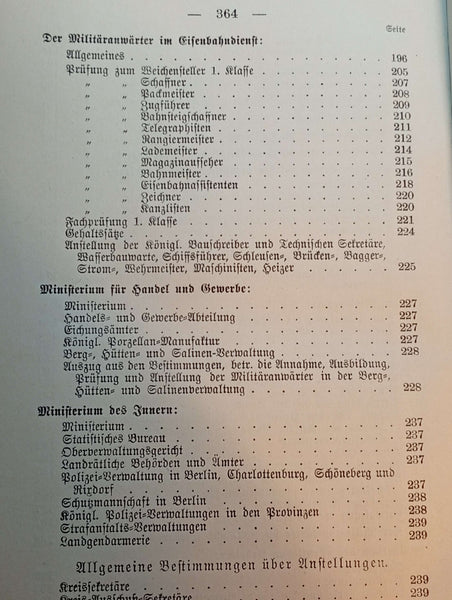 — 364 —
Seite
Der Militäranwärter im Eisenbahndienst:
Allgemeines . . . . . . . . . . 196
Prüfung zum Weichensteller 1. Klasse . . . . . . 205
„ „ Schaffner . . . . . . . . 207
„ „ Packmeister . . . . . . . . 208
„ „ Zugführer . . . . . . . . 209
„ „ Bahnsteigschaffner . . . . . . 210
„ „ Telegraphisten . . . . . . . 211
„ „ Rangiermeister . . . . . . . 212
„ „ Lademeister . . . . . . . . 214
„ „ Magazinaufseher . . . . . . . 215
„ „ Bahnmeister . . . . . . . . 216
„ „ Eisenbahnassistenten . . . . . . 218
„ „ Zeichner . . . . . . . . 220
„ „ Kanzlisten . . . . . . . . 220
Fachprüfung 1. Klasse . . . . . . . . 221
Gehaltssätze . . . . . . . . . . 224
Anstellung der Königl. Bauschreiber und Technischen Sekretäre,
Wasserbauwarte, Schiffsführer, Schleusen-, Brücken-, Bagger-,
Strom-, Wehrmeister, Maschinisten, Heizer . . . . 225
Ministerium für Handel und Gewerbe:
Ministerium . . . . . . . . . . 227
Handels- und Gewerbe-Abteilung . . . . . . . 227
Eichungsämter . . . . . . . . . . 227
Königl. Porzellan-Manufaktur . . . . . . . 227
Berg-, Hütten- und Salinen-Verwaltung . . . . . . 228
Auszug aus den Bestimmungen, betr. die Annahme, Ausbildung,
Prüfung und Anstellung der Militäranwärter in der Berg-,
Hütten- und Salinenverwaltung . . . . . . 228
Ministerium des Innern:
Ministerium . . . . . . . . . . 237
Statistisches Bureau . . . . . . . . . 237
Oberverwaltungsgericht . . . . . . . . 237
Landrätliche Behörden und Ämter . . . . . . . 237
Polizei-Verwaltung in Berlin, Charlottenburg, Schöneberg und
Rixdorf . . . . . . . . . . 237
Schutzmannschaft in Berlin . . . . . . . . 238
Königl. Polizei-Verwaltungen in den Provinzen . . . . 238
Strafanstalts-Verwaltungen . . . . . . . . 239
Landgendarmerie . . . . . . . . . . 239
Allgemeine Bestimmungen über Anstellungen.
Kreissekretäre . . . . . . . . . . 239
Kreis-Ausschuß-Sekretäre . . . . . . . . 239